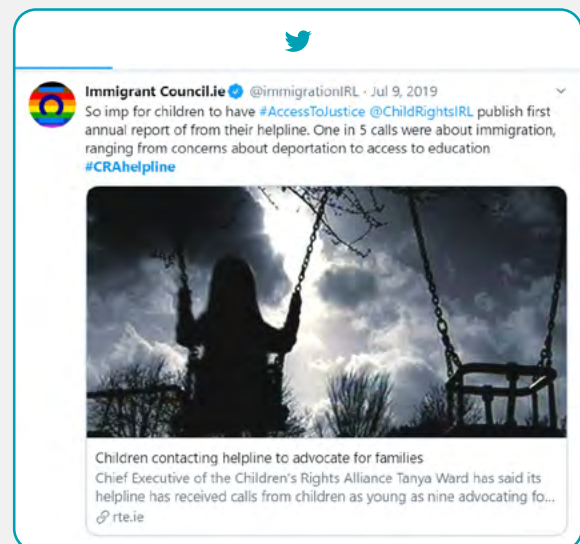 Immigrant Council.ie @immigrationIRL · Jul 9, 2019
So imp for children to have #AccessToJustice @ChildRightsIRL publish first
annual report of from their helpline. One in 5 calls were about immigration,
ranging from concerns about deportation to access to education
#CRAhelpline
Children contacting helpline to advocate for families
Chief Executive of the Children's Rights Alliance Tanya Ward has said its
helpline has received calls from children as young as nine advocating fo...
rte.ie